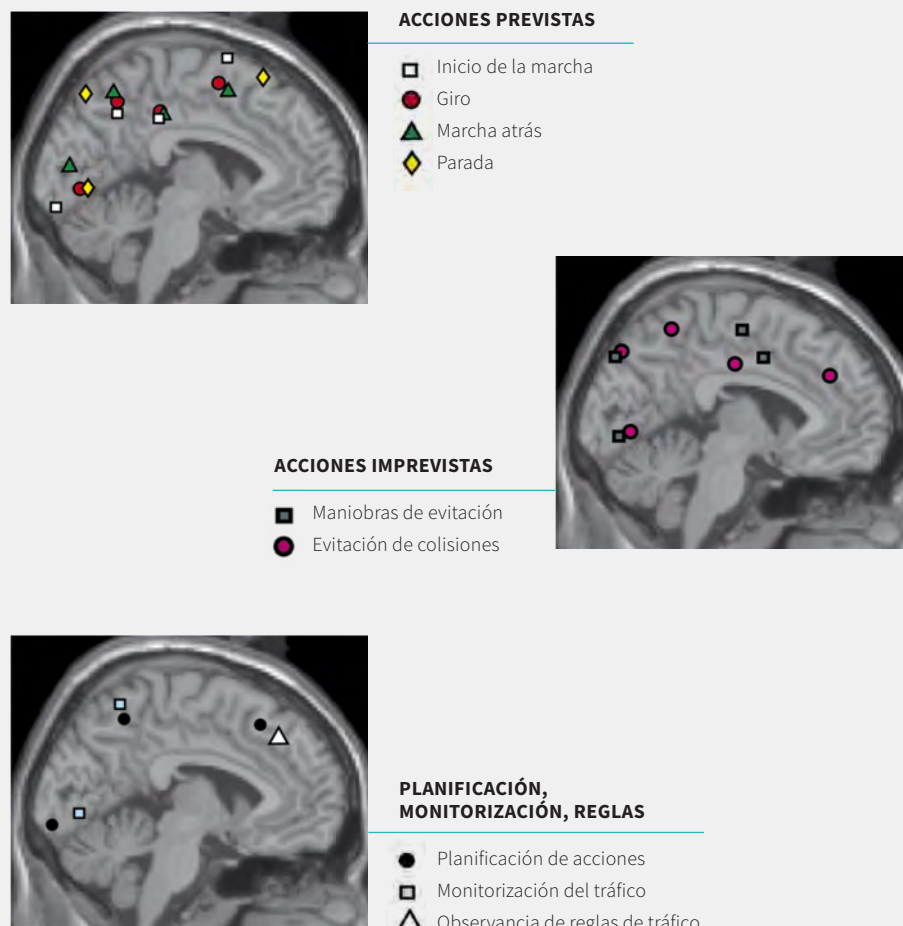 ACCIONES PREVISTAS
Inicio de la marcha
Giro
Marcha atrás
Parada
ACCIONES IMPREVISTAS
Maniobras de evitación
Evitación de colisiones
PLANIFICACIÓN,
MONITORIZACIÓN, REGLAS
Planificación de acciones
Monitorización del tráfico
Observancia de reglas de tráfico